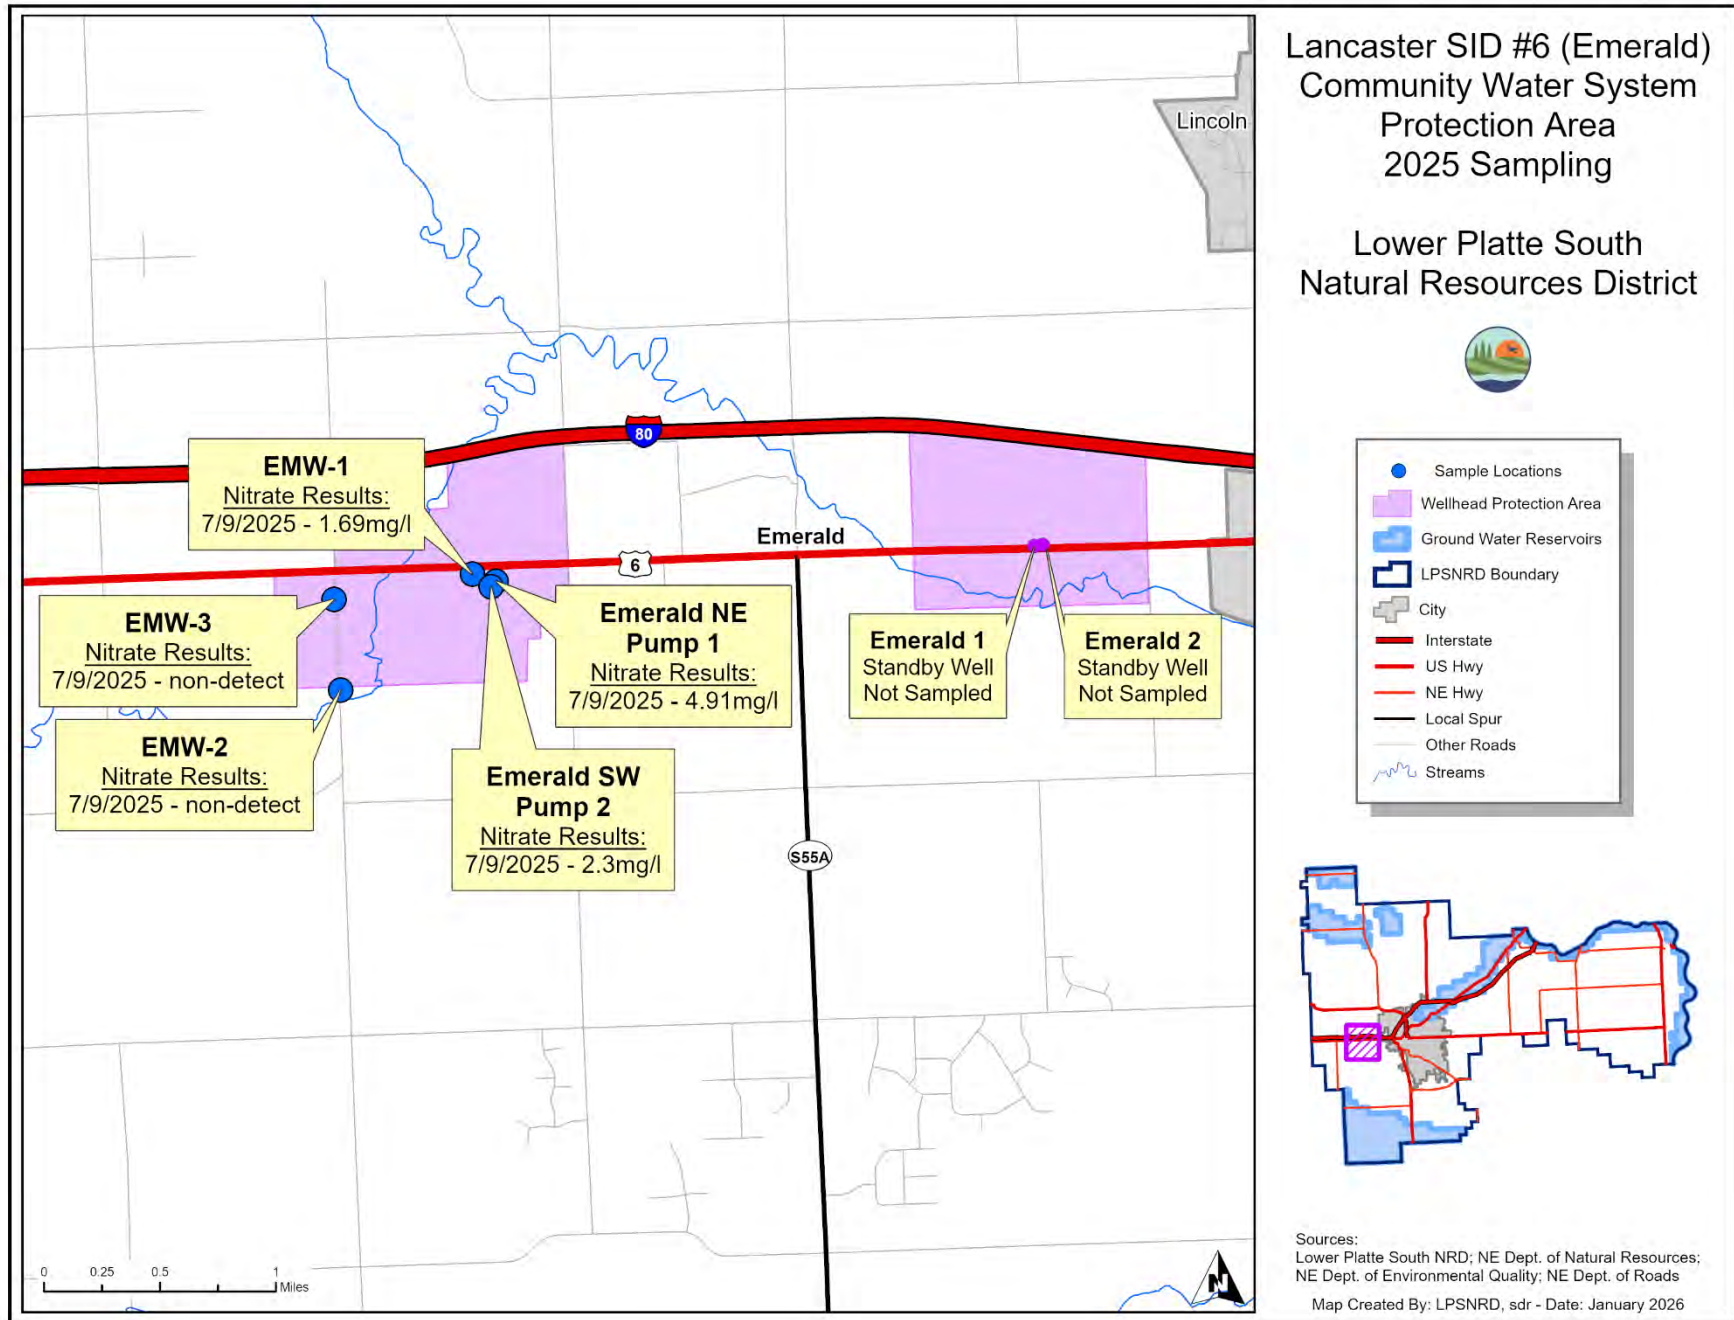 Lancaster SID #6 (Emerald)
Community Water System
Protection Area
2025 Sampling
Lower Platte South
Natural Resources District
Lincoln
80
EMW-1
Nitrate Results:
7/9/2025 - 1.69mg/l
Emerald
6
EMW-3
Nitrate Results:
7/9/2025 - non-detect
Emerald NE
Pump 1
Nitrate Results:
7/9/2025 - 4.91mg/l
Emerald 1
Standby Well
Not Sampled
Emerald 2
Standby Well
Not Sampled
EMW-2
Nitrate Results:
7/9/2025 - non-detect
Emerald SW
Pump 2
Nitrate Results:
7/9/2025 - 2.3mg/l
S55A
Sample Locations
Wellhead Protection Area
Ground Water Reservoirs
LPSNRD Boundary
City
Interstate
US Hwy
NE Hwy
Local Spur
Other Roads
Streams
0 0.25 0.5 1
Miles
N
Sources:
Lower Platte South NRD; NE Dept. of Natural Resources;
NE Dept. of Environmental Quality; NE Dept. of Roads
Map Created By: LPSNRD, sdr - Date: January 2026